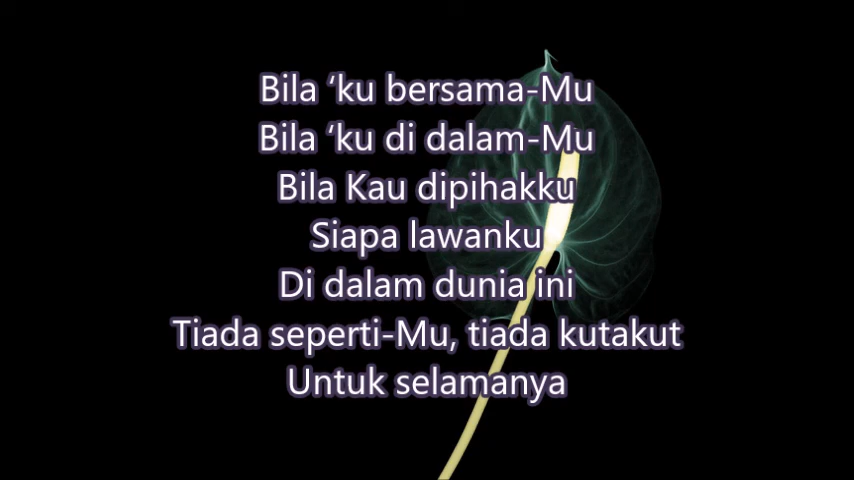 Bila ‘ku bersama-Mu
Bila ‘ku di dalam-Mu
Bila Kau dipihakku
Siapa lawanku
Di dalam dunia ini
Tiada seperti-Mu, tiada kutakut
Untuk selamanya